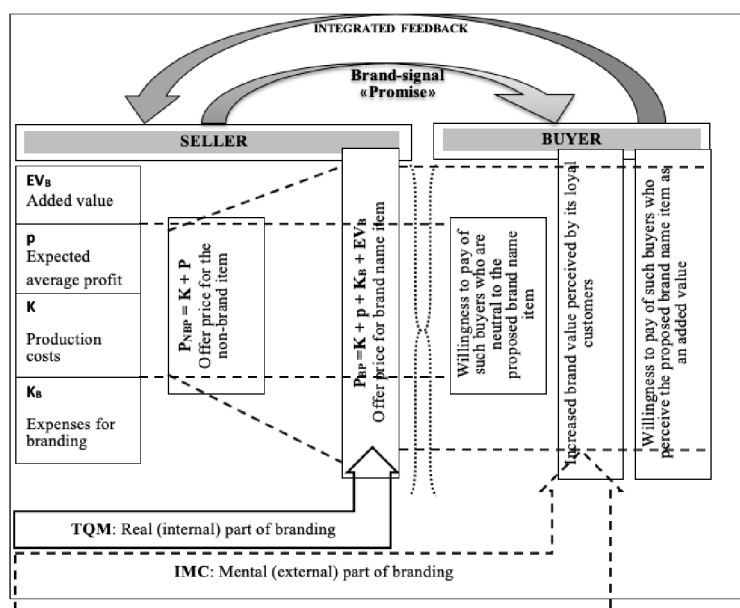 INTEGRATED FEEDBACK
Brand-signal
«Promise»
SELLER
BUYER
EVB
Added value
p
Expected
average profit
K
Production
costs
KB
Expenses for
branding
PNBP = K + P
Offer price for the
non-brand item
PBP = K + p + KB + EVB
Offer price for brand name item
Willingness to pay of
such buyers who are
neutral to the
proposed brand name
item
Increased brand value perceived by its loyal
customers
Willingness to pay of such buyers who
perceive the proposed brand name item as
an added value
TQM: Real (internal) part of branding
IMC: Mental (external) part of branding